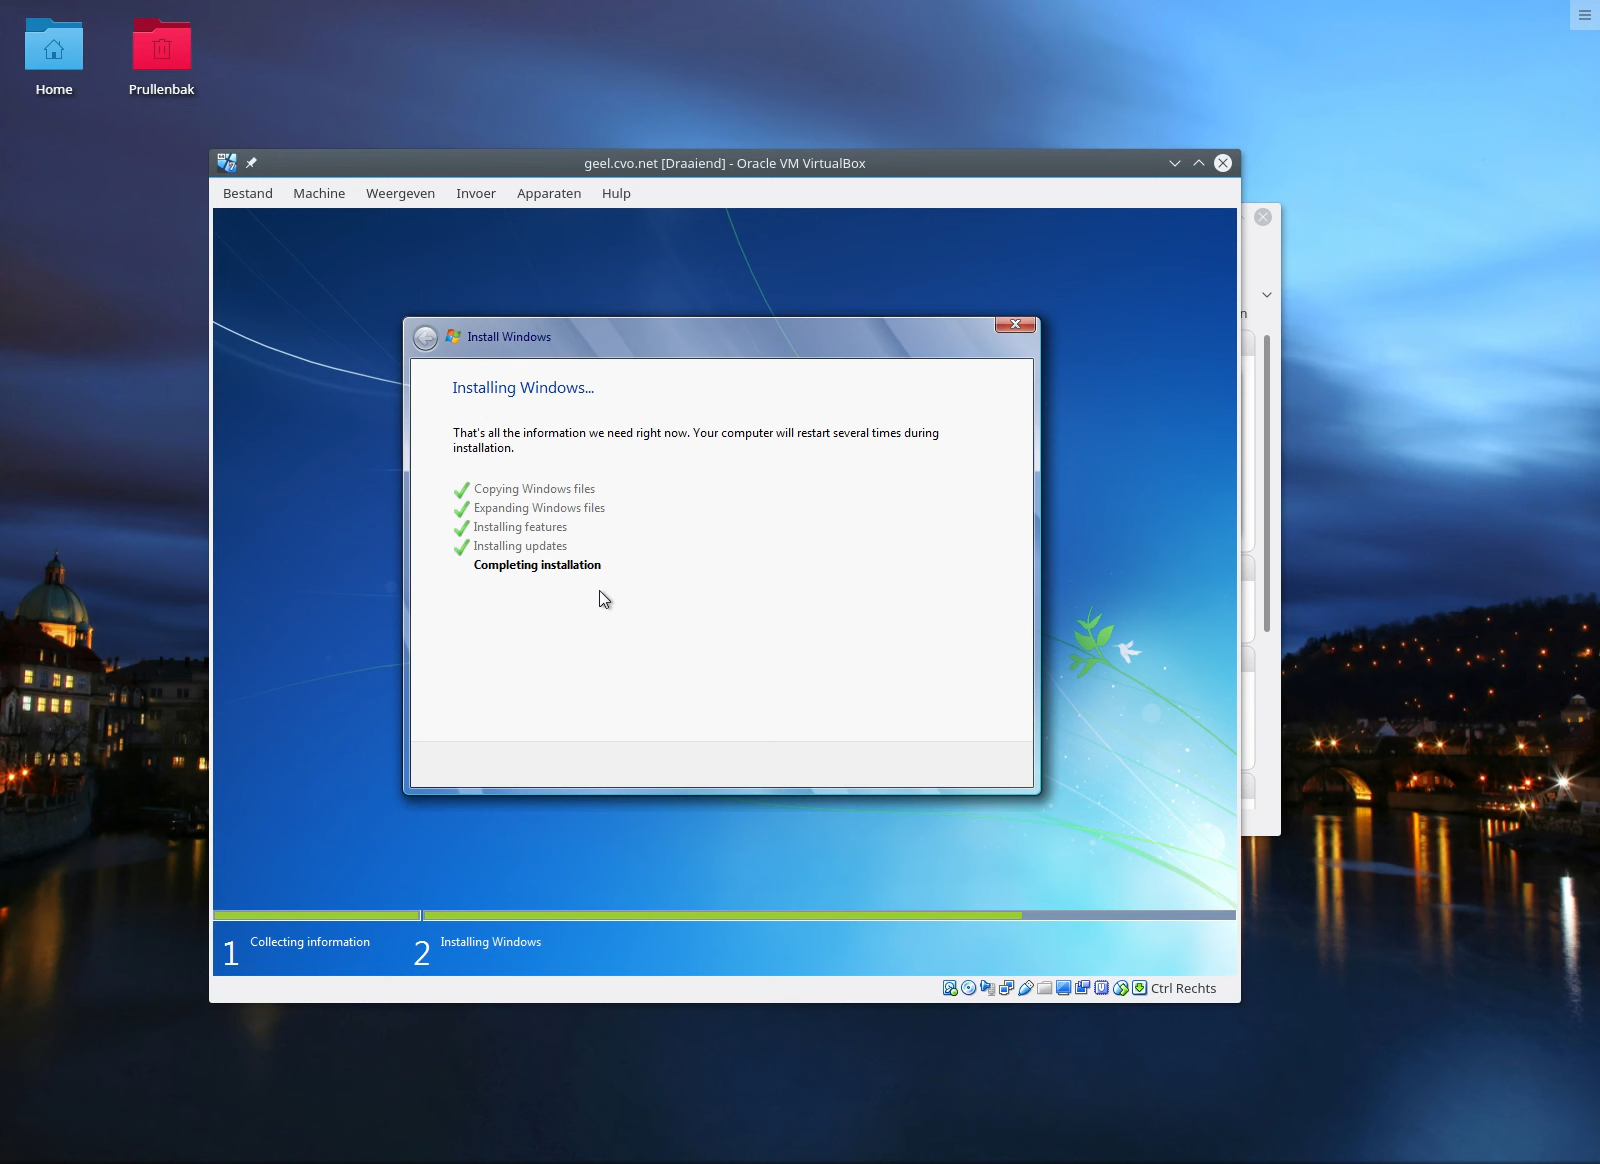 Home
Prullenbak
geel.cvo.net [Draaiend] - Oracle VM VirtualBox
Bestand Machine Weergeven Invoer Apparaten Hulp
n
Install Windows
Installing Windows...
That's all the information we need right now. Your computer will restart several times during
installation.
Copying Windows files
Expanding Windows files
Installing features
Installing updates
Completing installation
1 Collecting information 2 Installing Windows
Ctrl Rechts